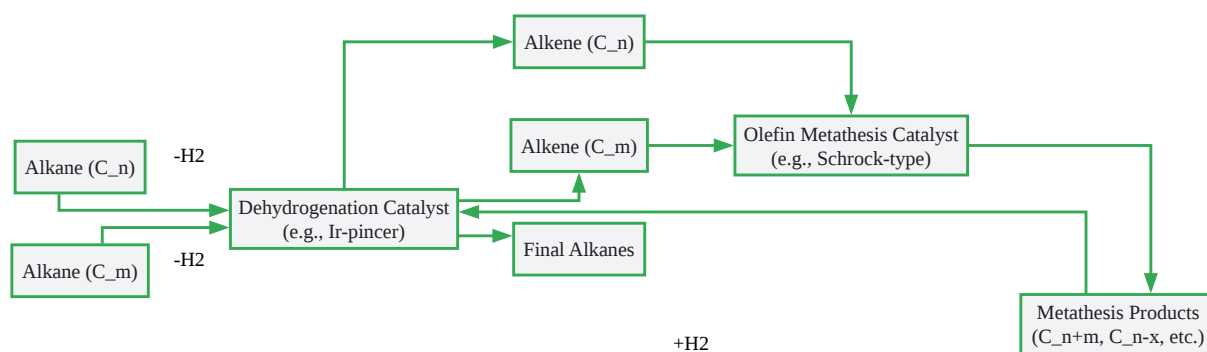 Alkene (C_n)
Alkene (C_m)
Olefin Metathesis Catalyst
(e.g., Schrock-type)
Alkane (C_n)
-H2
Dehydrogenation Catalyst
(e.g., Ir-pincer)
Alkane (C_m)
-H2
Final Alkanes
Metathesis Products
(C_n+m, C_n-x, etc.)
+H2